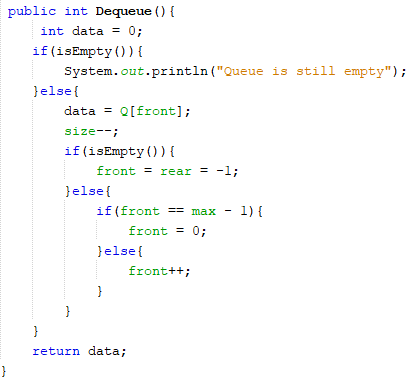 public int Dequeue(){
    int data = 0;
   if(isEmpty()){
       System.out.println("Queue is still empty");
   }else{
       data = Q[front];
       size--;
       if(isEmpty()){
           front = rear = -1;
       }else{
           if(front == max - 1){
               front = 0;
           }else{
               front++;
           }
       }
   }
   return data;
}